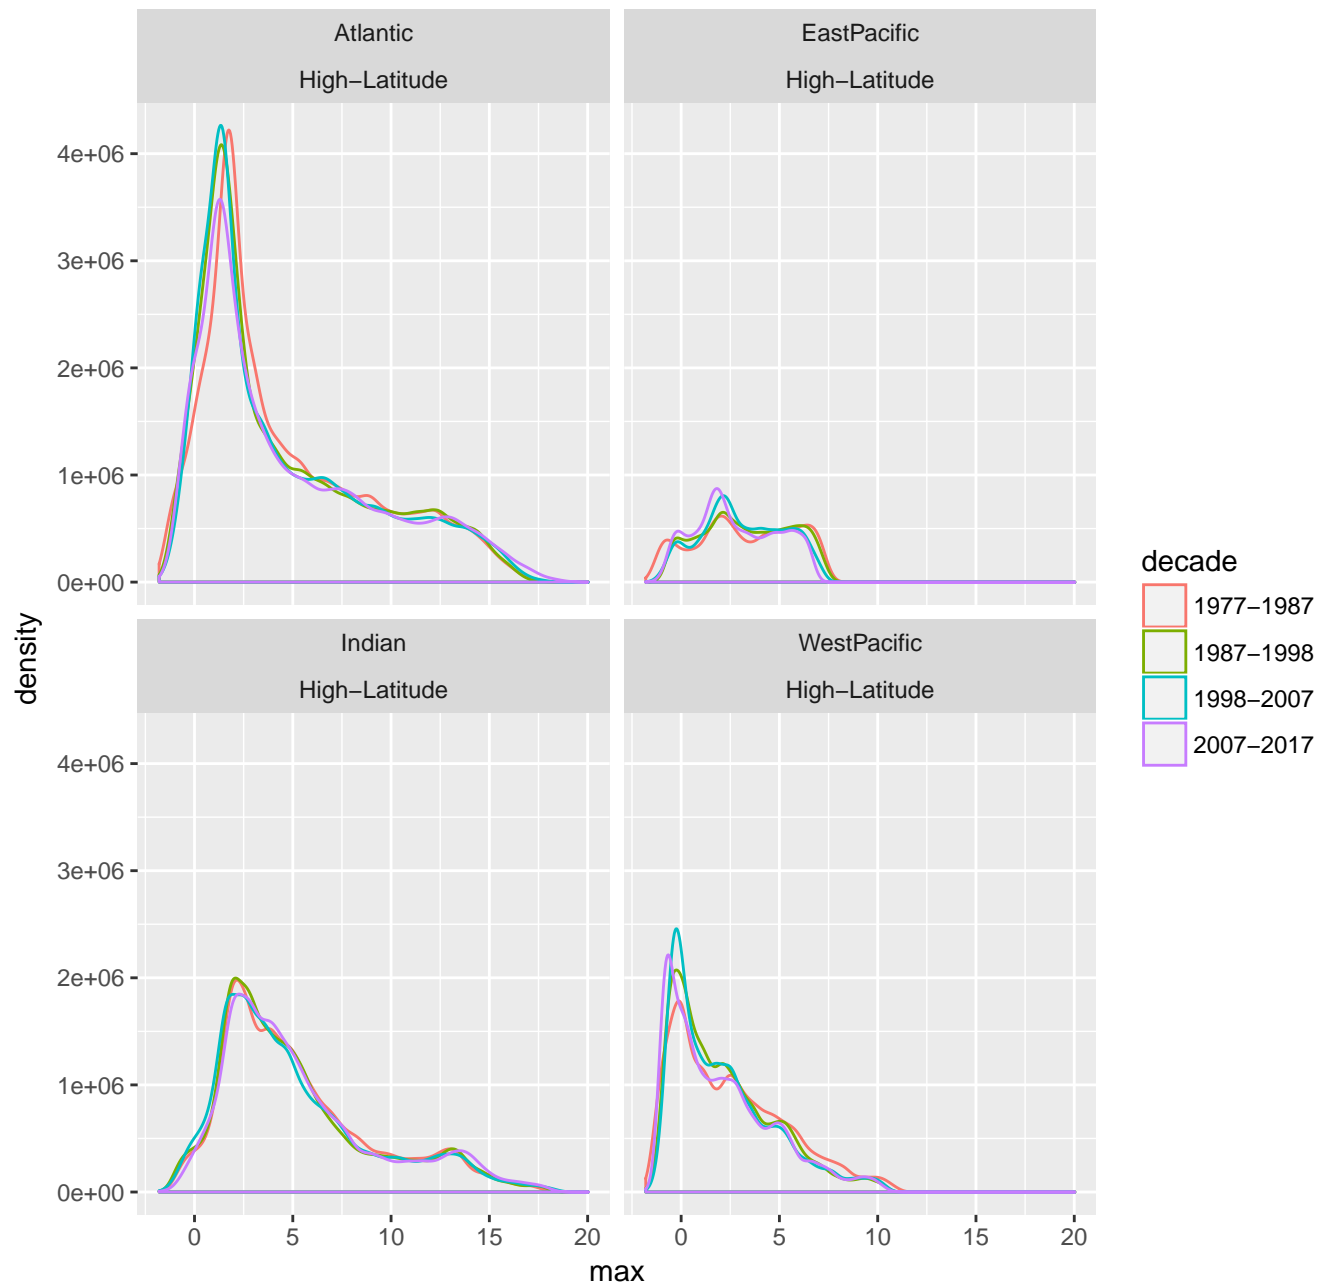 Atlantic
High−Latitude
EastPacific
High−Latitude
4e+06
3e+06
2e+06
1e+06
0e+00
Indian
High−Latitude
WestPacific
High−Latitude
4e+06
3e+06
2e+06
1e+06
0e+00
0 5 10 15 20
0 5 10 15 20
max
density
decade
1977−1987
1987−1998
1998−2007
2007−2017